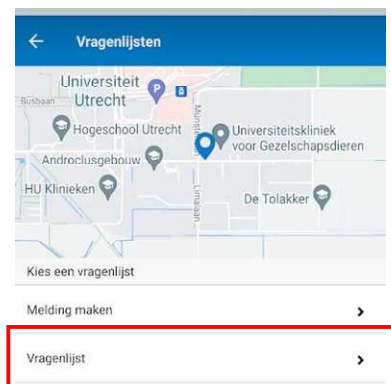 Vragenlijsten
Universiteit
Utrecht
P
Busbaan
Hogeschool Utrecht
Universiteitskliniek
voor Gezelschapsdieren
Androclusgebouw
HU Klinieken
De Tolakker
Limalaan
Kies een vragenlijst
Melding maken
Vragenlijst